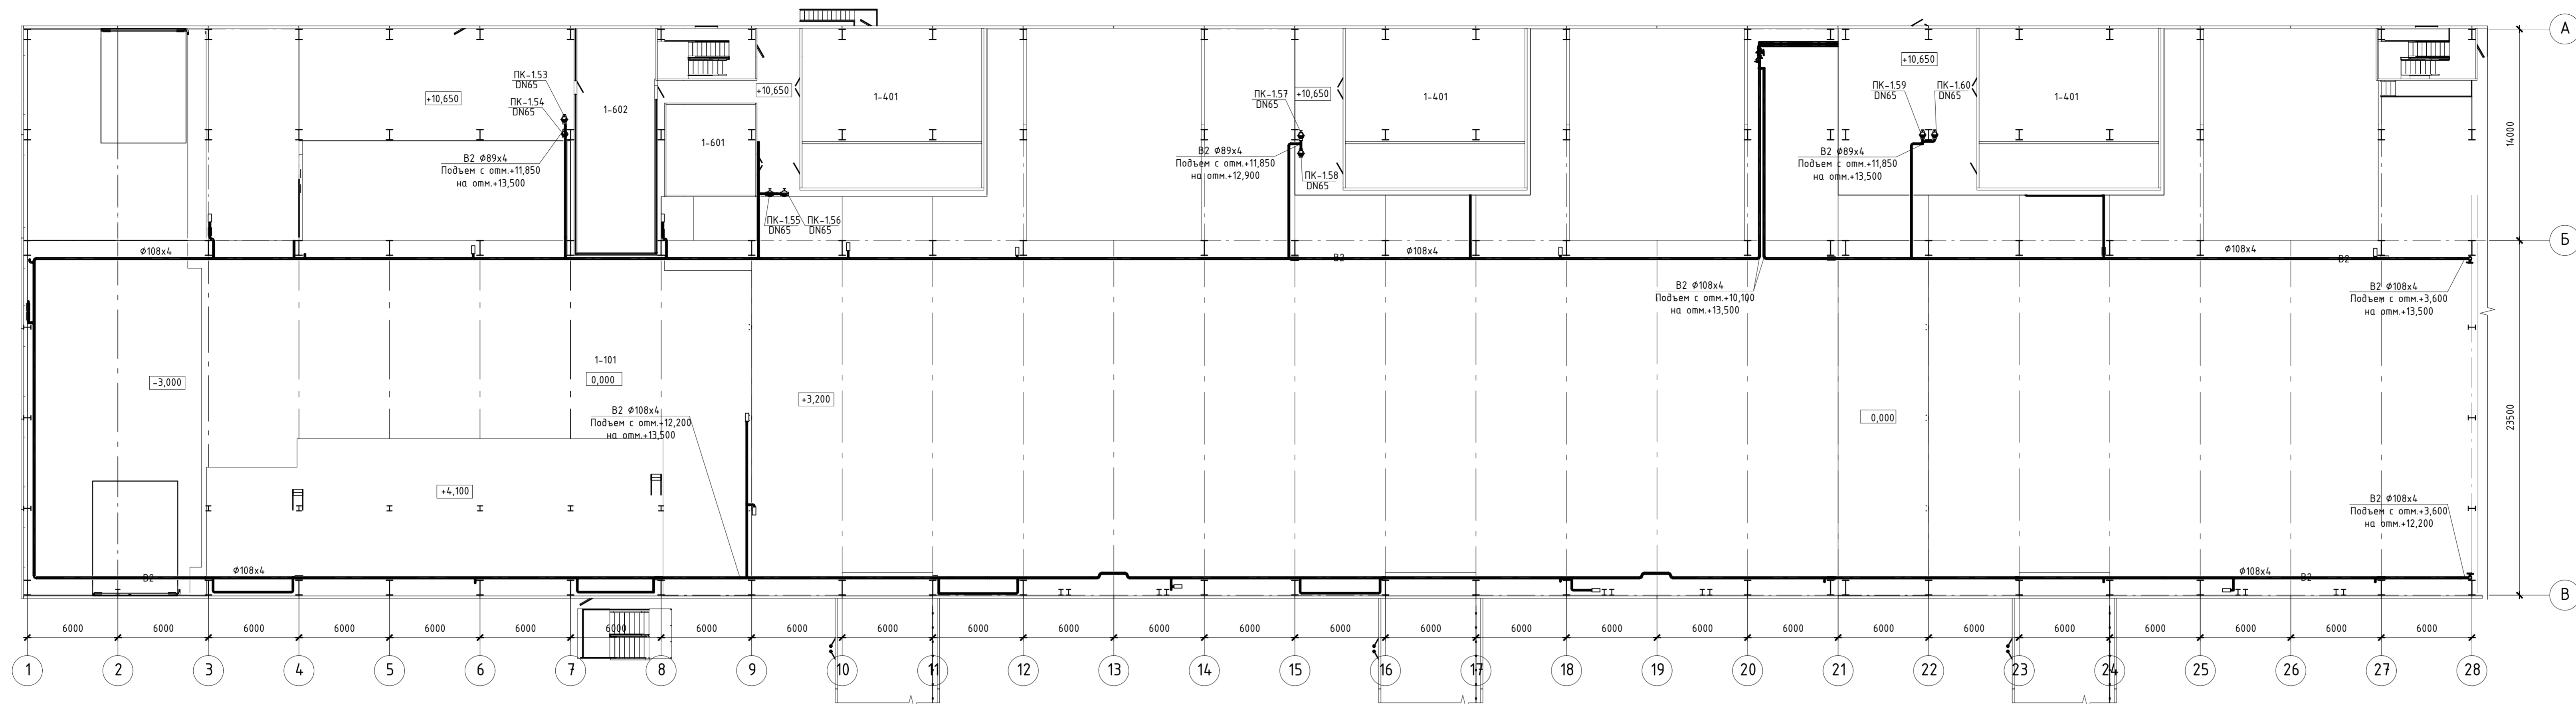 А
ПК-1.53
DN65
ПК-1.54
DN65
+10,650
1-602
+10,650
1-601
1-401
ПК-1.57
DN65
+10,650
1-401
+10,650
ПК-1.59
DN65
ПК-1.60
DN65
1-401
14000
В2 Ф89х4
Подъем с отм.+11,850
на отм.+13,500
В2 Ф89х4
Подъем с отм.+11,850
на отм.+12,900
ПК-1.58
DN65
В2 Ф89х4
Подъем с отм.+11,850
на отм.+13,500
ПК-1.55
DN65
ПК-1.56
DN65
Б
Ф108х4
В2
Ф108х4
Ф108х4
В2
В2 Ф108х4
Подъем с отм.+10,100
на отм.+13,500
В2 Ф108х4
Подъем с отм.+3,600
на отм.+13,500
1-101
0,000
-3,000
+3,200
0,000
23500
В2 Ф108х4
Подъем с отм.+12,200
на отм.+13,500
+4,100
В2 Ф108х4
Подъем с отм.+3,600
на отм.+12,200
В2
Ф108х4
Ф108х4
В2
В
6000 6000 6000 6000 6000 6000 6000 6000 6000 6000 6000 6000 6000 6000 6000 6000 6000 6000 6000 6000 6000 6000 6000 6000 6000 6000 6000
1 2 3 4 5 6 7 8 9 10 11 12 13 14 15 16 17 18 19 20 21 22 23 24 25 26 27 28